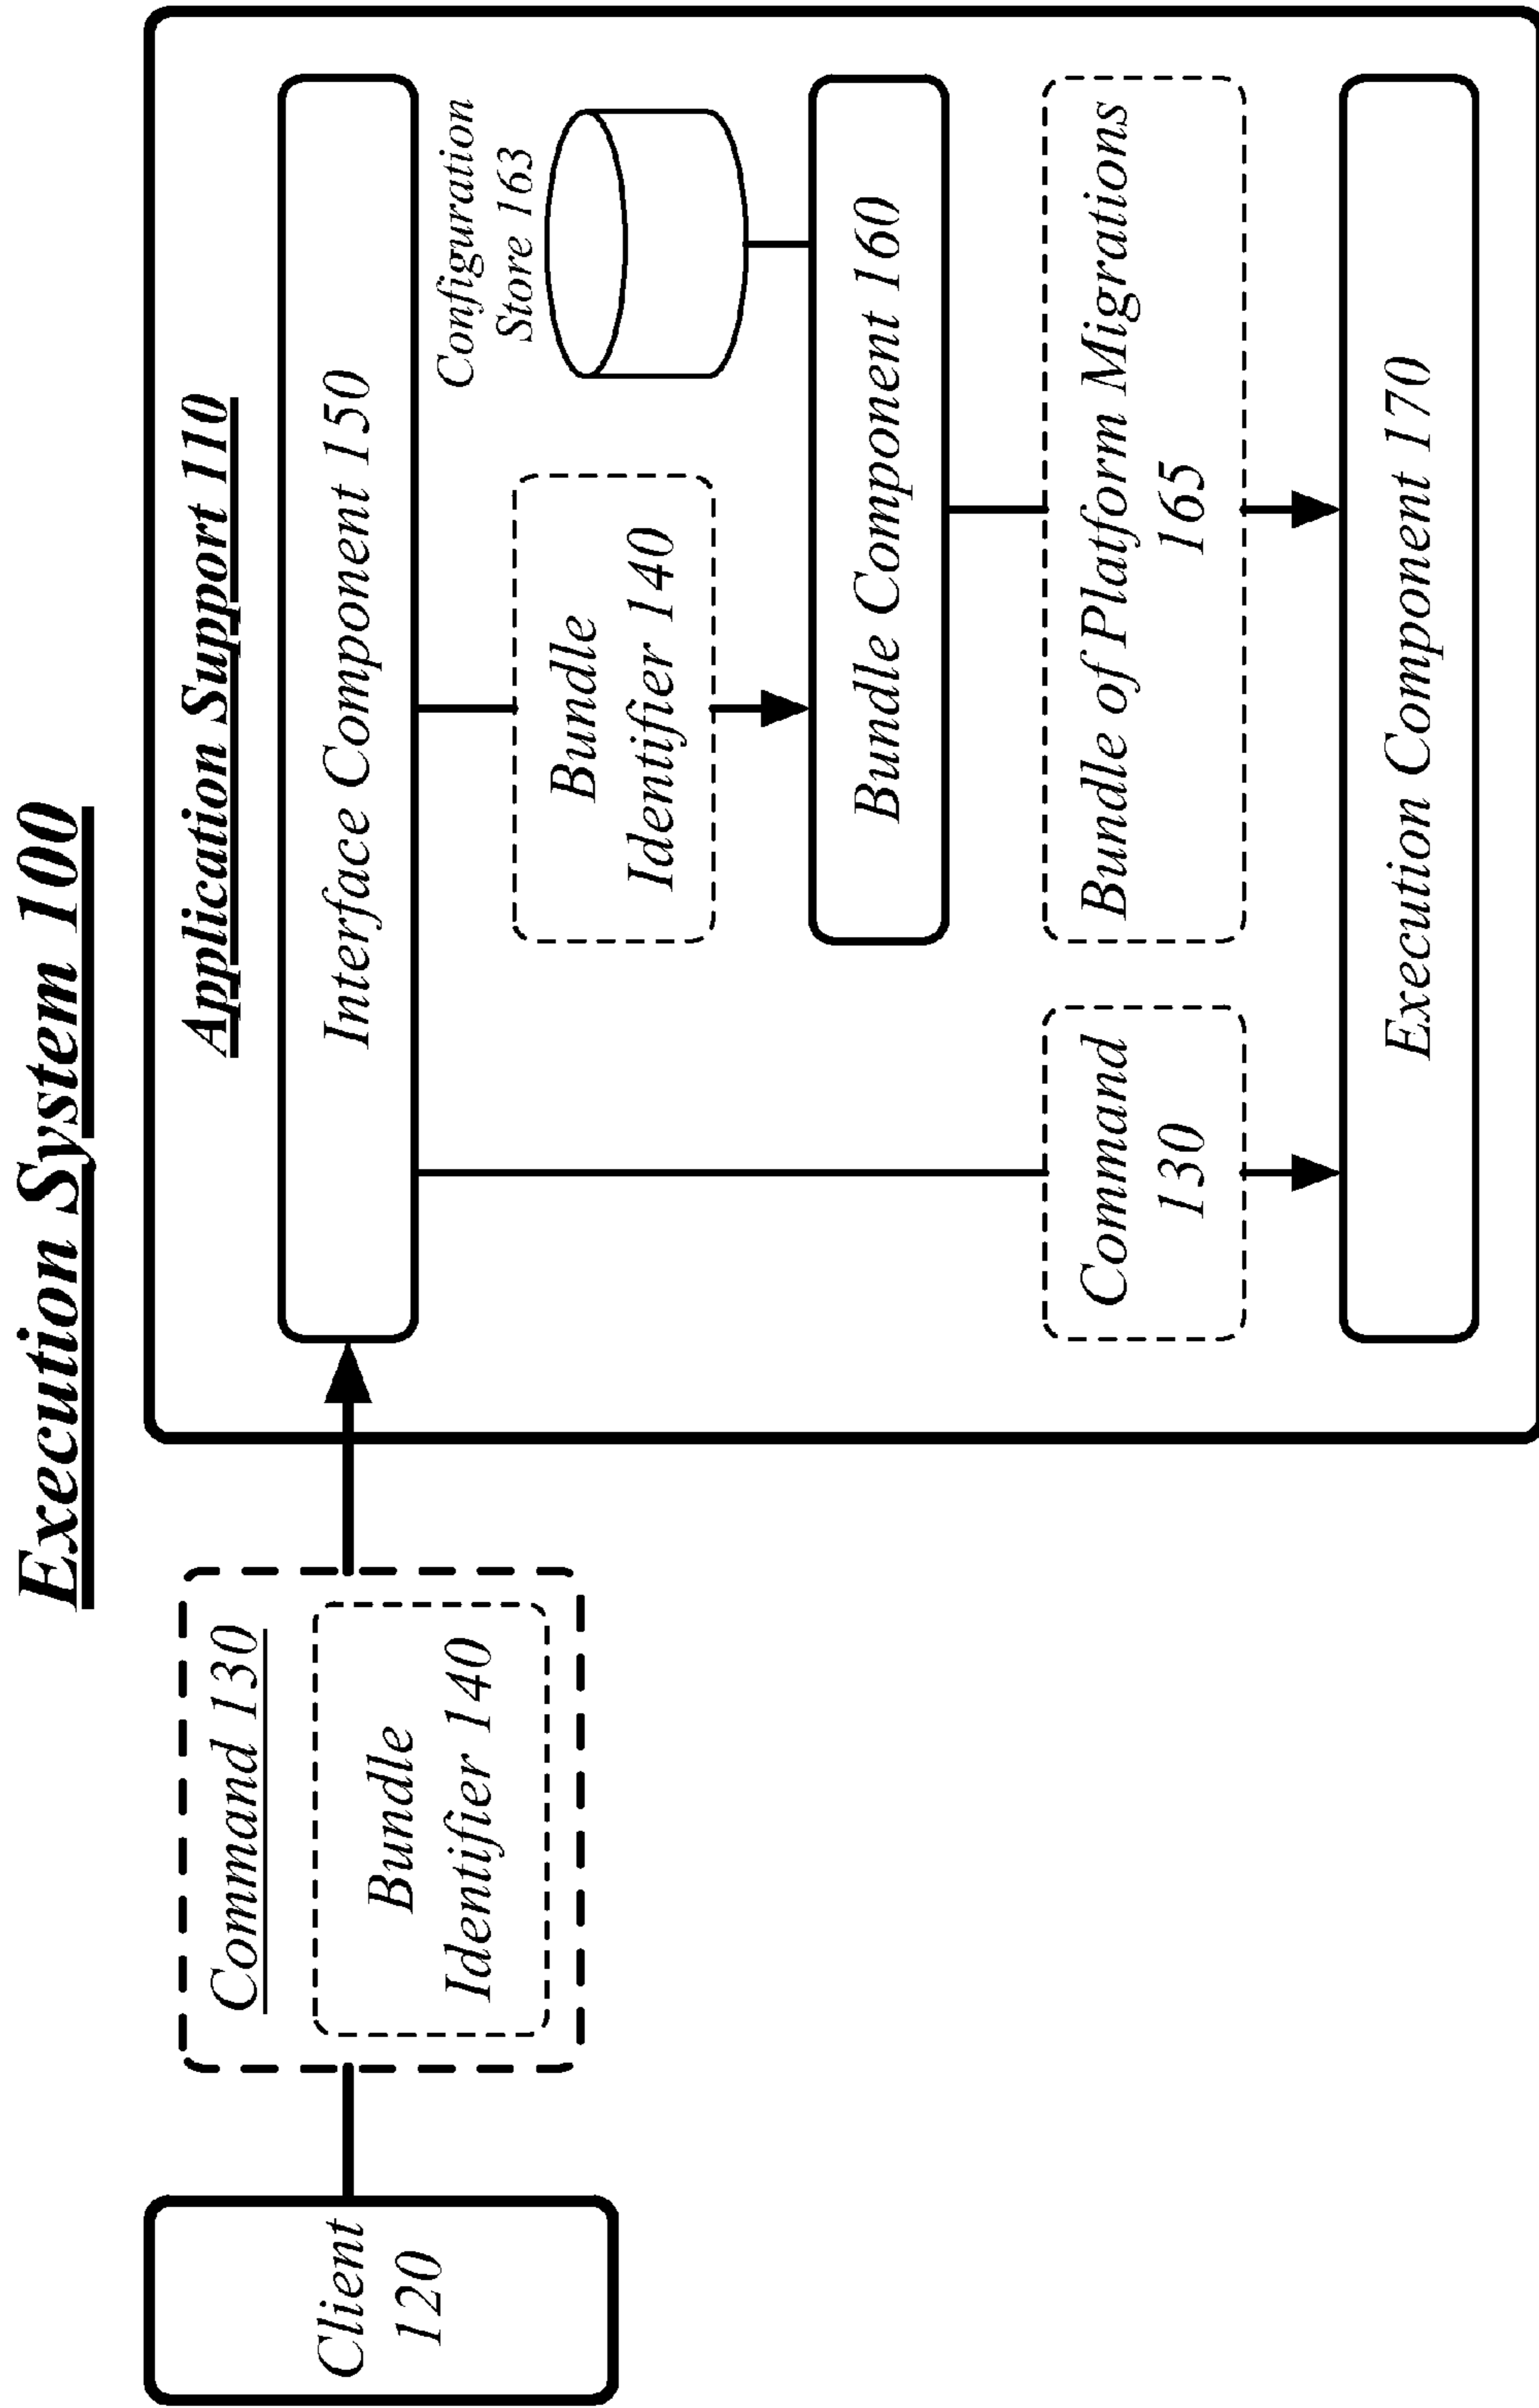 Execution System 100
Client
120
Command 130
Bundle
Identifier 140
Application Support 110
Interface Component 150
Bundle
Identifier 140
Configuration
Store 163
Bundle Component 160
Command
130
Bundle of Platform Migrations
165
Execution Component 170